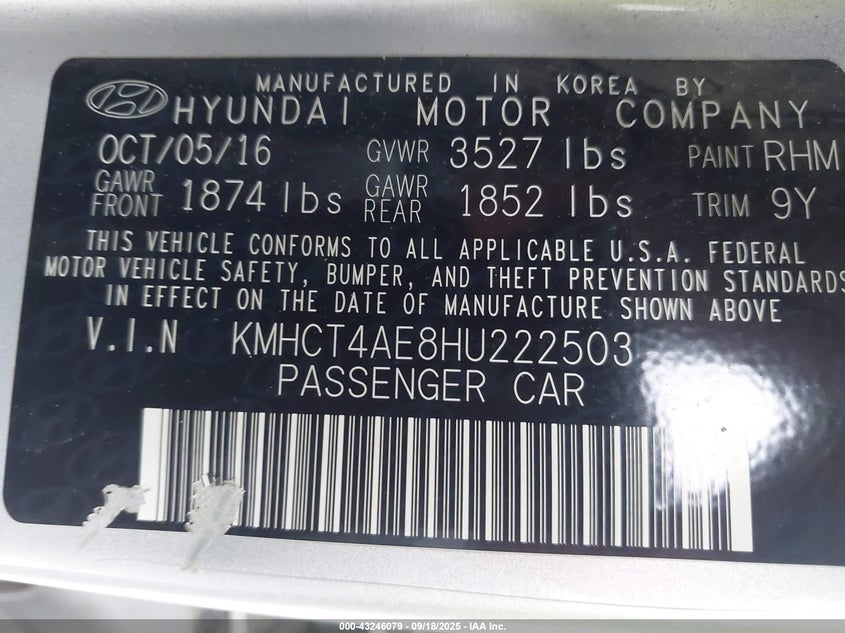 MANUFACTURED IN KOREA BY
HYUNDAI MOTOR COMPANY
OCT/05/16 GVWR 3527 lbs PAINT RHM
GAWR FRONT 1874 lbs GAWR REAR 1852 lbs TRIM 9Y
THIS VEHICLE CONFORMS TO ALL APPLICABLE U.S.A. FEDERAL
MOTOR VEHICLE SAFETY, BUMPER, AND THEFT PREVENTION STANDARDS
IN EFFECT ON THE DATE OF MANUFACTURE SHOWN ABOVE
V.I.N KMHCT4AE8HU222503
PASSENGER CAR
000-43246079 - 09/18/2025 - IAA Inc.